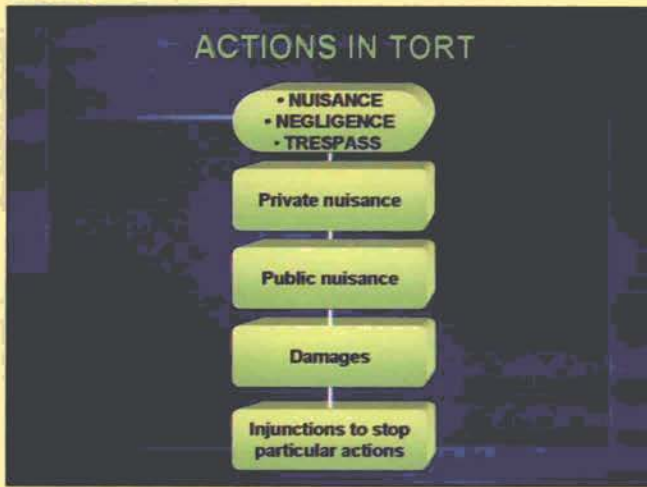 ACTIONS IN TORT
• NUISANCE
• NEGLIGENCE
• TRESPASS
Private nuisance
Public nuisance
Damages
Injunctions to stop
particular actions